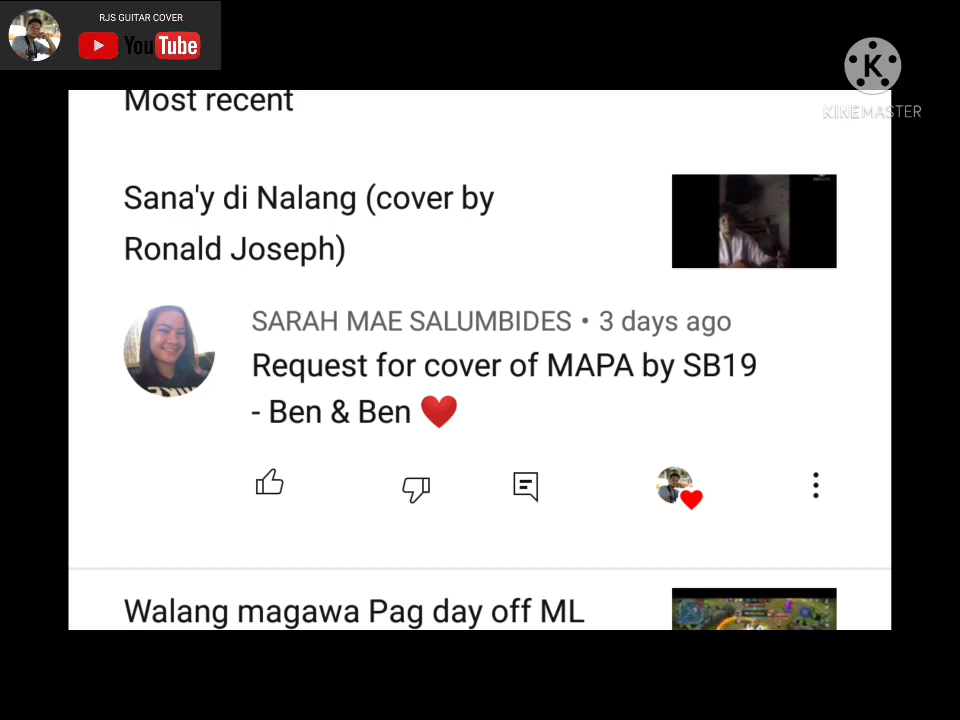 RJS GUITAR COVER
YouTube
K
KINEMASTER
Most recent
Sana'y di Nalang (cover by
Ronald Joseph)
SARAH MAE SALUMBIDES • 3 days ago
Request for cover of MAPA by SB19
- Ben & Ben ❤️
Walang magawa Pag day off ML